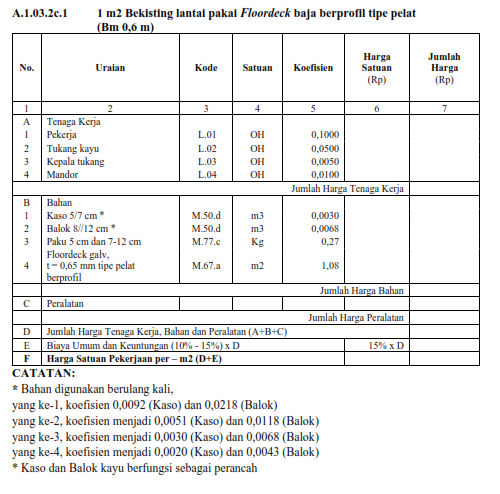 A.1.03.2c.1 1 m2 Bekisting lantai pakai Floordeck baja berprofil tipe pelat
(Bm 0,6 m)
No. Uraian Kode Satuan Koefisien Harga Satuan (Rp) Jumlah Harga (Rp)
1 2 3 4 5 6 7
A Tenaga Kerja
1 Pekerja L.01 OH 0,1000
2 Tukang kayu L.02 OH 0,0500
3 Kepala tukang L.03 OH 0,0050
4 Mandor L.04 OH 0,0100
Jumlah Harga Tenaga Kerja
B Bahan
1 Kaso 5/7 cm * M.50.d m3 0,0030
2 Balok 8//12 cm * M.50.d m3 0,0068
3 Paku 5 cm dan 7-12 cm M.77.c Kg 0,27
4 Floordeck galv, t = 0,65 mm tipe pelat berprofil M.67.a m2 1,08
Jumlah Harga Bahan
C Peralatan
Jumlah Harga Peralatan
D Jumlah Harga Tenaga Kerja, Bahan dan Peralatan (A+B+C)
E Biaya Umum dan Keuntungan (10% - 15%) x D 15% x D
F Harga Satuan Pekerjaan per – m2 (D+E)
CATATAN:
* Bahan digunakan berulang kali,
yang ke-1, koefisien 0,0092 (Kaso) dan 0,0218 (Balok)
yang ke-2, koefisien menjadi 0,0051 (Kaso) dan 0,0118 (Balok)
yang ke-3, koefisien menjadi 0,0030 (Kaso) dan 0,0068 (Balok)
yang ke-4, koefisien menjadi 0,0020 (Kaso) dan 0,0043 (Balok)
* Kaso dan Balok kayu berfungsi sebagai perancah